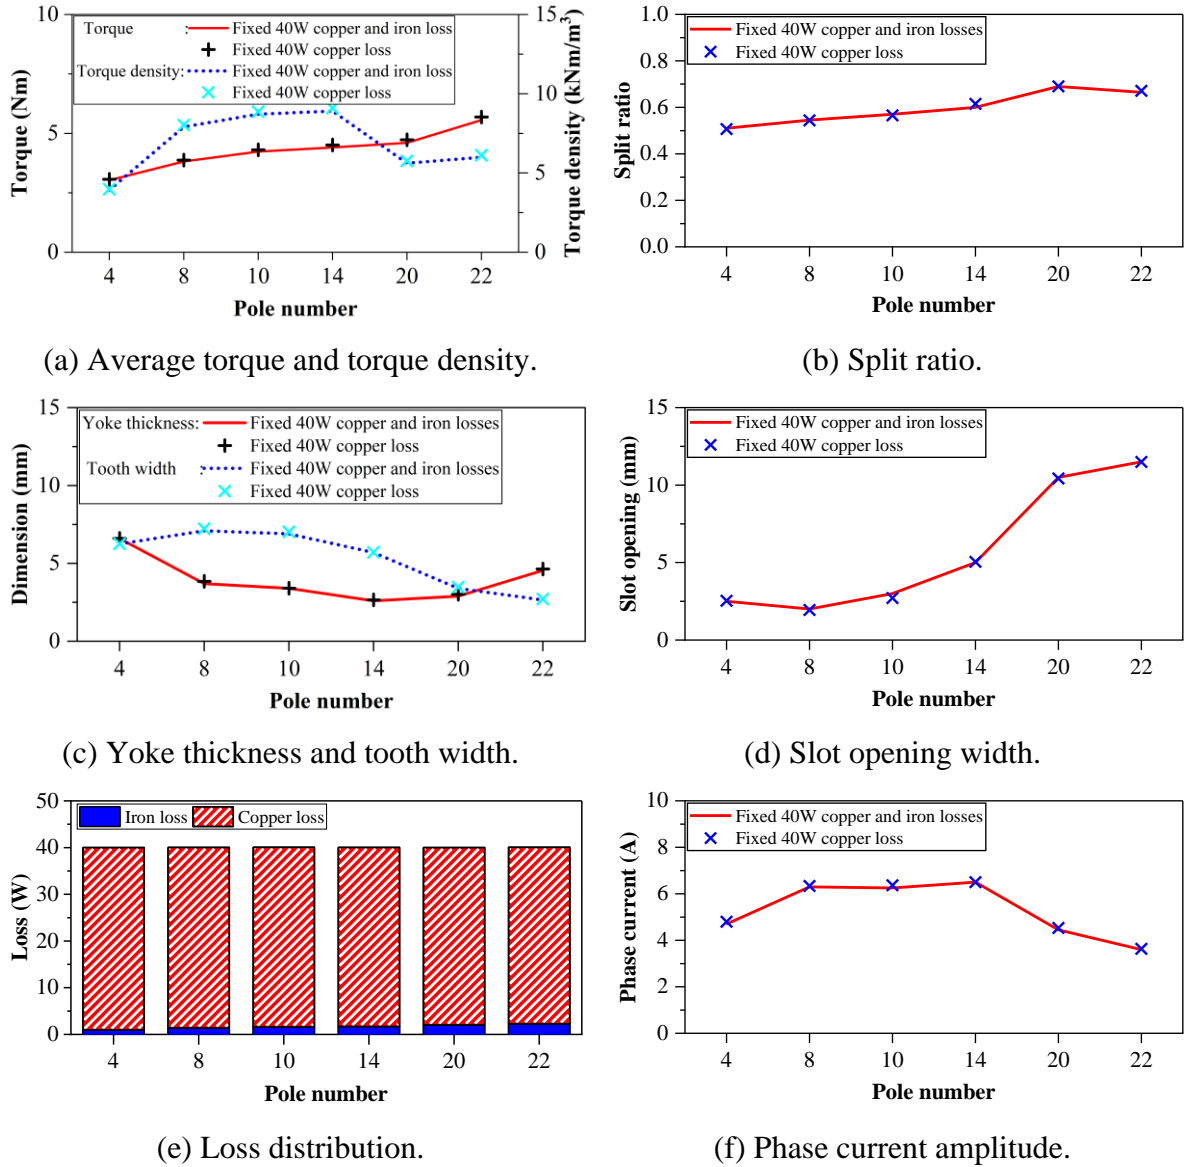 10
5
0
Torque (Nm)
15
10
5
0
Torque density (kNm/m³)
Torque : Fixed 40W copper and iron loss
Fixed 40W copper loss
Torque density: Fixed 40W copper and iron loss
Fixed 40W copper loss
4 8 10 14 20 22
Pole number
(a) Average torque and torque density.
1.0
0.8
0.6
0.4
0.2
0.0
Split ratio
Fixed 40W copper and iron losses
Fixed 40W copper loss
4 8 10 14 20 22
Pole number
(b) Split ratio.
15
10
5
0
Dimension (mm)
Yoke thickness: Fixed 40W copper and iron losses
Fixed 40W copper loss
Tooth width : Fixed 40W copper and iron losses
Fixed 40W copper loss
4 8 10 14 20 22
Pole number
(c) Yoke thickness and tooth width.
15
10
5
0
Slot opening (mm)
Fixed 40W copper and iron losses
Fixed 40W copper loss
4 8 10 14 20 22
Pole number
(d) Slot opening width.
50
40
30
20
10
0
Loss (W)
Iron loss Copper loss
4 8 10 14 20 22
Pole number
(e) Loss distribution.
10
8
6
4
2
0
Phase current (A)
Fixed 40W copper and iron losses
Fixed 40W copper loss
4 8 10 14 20 22
Pole number
(f) Phase current amplitude.